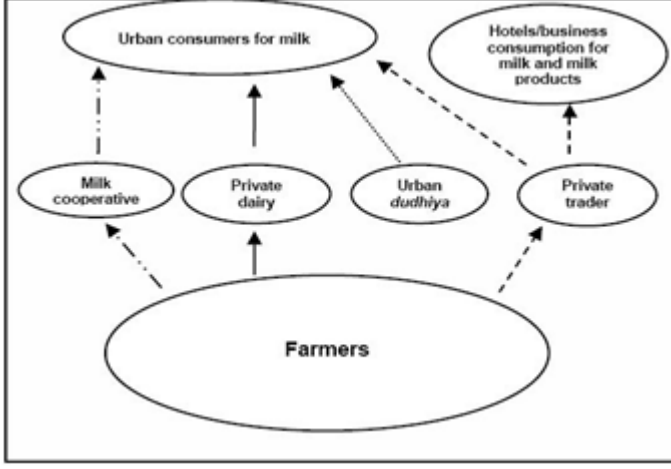 Urban consumers for milk
Hotels/business
consumption for
milk and milk
products
Milk
cooperative
Private
dairy
Urban
dudhiya
Private
trader
Farmers